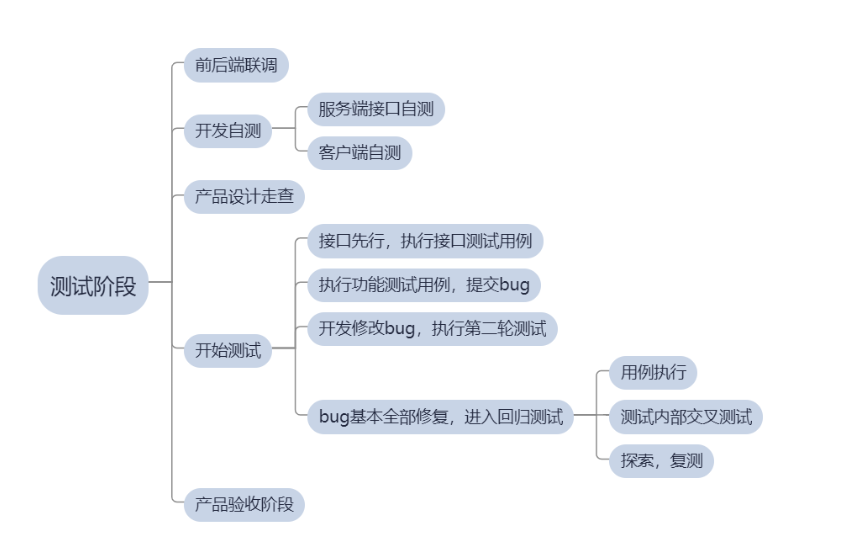 测试阶段
前后端联调
开发自测
服务端接口自测
客户端自测
产品设计走查
开始测试
接口先行，执行接口测试用例
执行功能测试用例，提交bug
开发修改bug，执行第二轮测试
bug基本全部修复，进入回归测试
用例执行
测试内部交叉测试
探索，复测
产品验收阶段